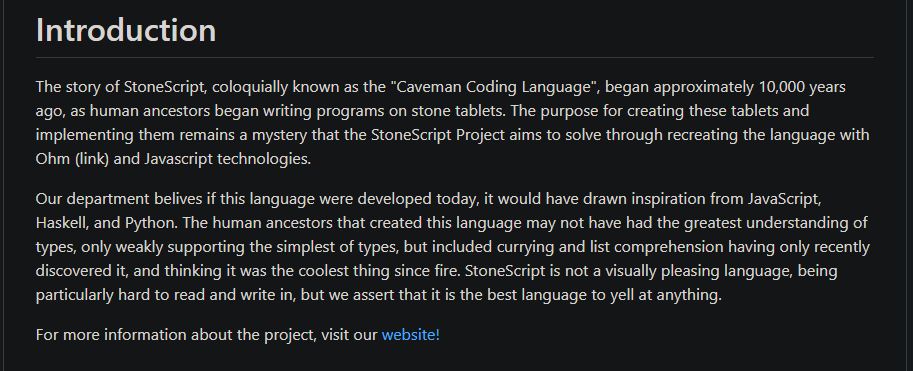 Introduction
The story of StoneScript, coloquially known as the "Caveman Coding Language", began approximately 10,000 years
ago, as human ancestors began writing programs on stone tablets. The purpose for creating these tablets and
implementing them remains a mystery that the StoneScript Project aims to solve through recreating the language with
Ohm (link) and Javascript technologies.
Our department belives if this language were developed today, it would have drawn inspiration from JavaScript,
Haskell, and Python. The human ancestors that created this language may not have had the greatest understanding of
types, only weakly supporting the simplest of types, but included currying and list comprehension having only recently
discovered it, and thinking it was the coolest thing since fire. StoneScript is not a visually pleasing language, being
particularly hard to read and write in, but we assert that it is the best language to yell at anything.
For more information about the project, visit our website!